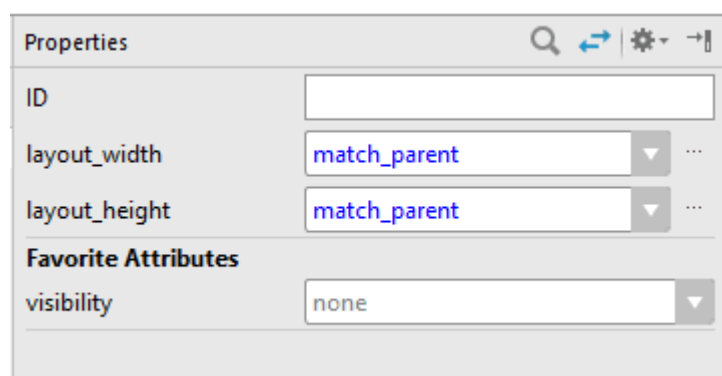 Properties
ID
layout_width match_parent ...
layout_height match_parent ...
Favorite Attributes
visibility none